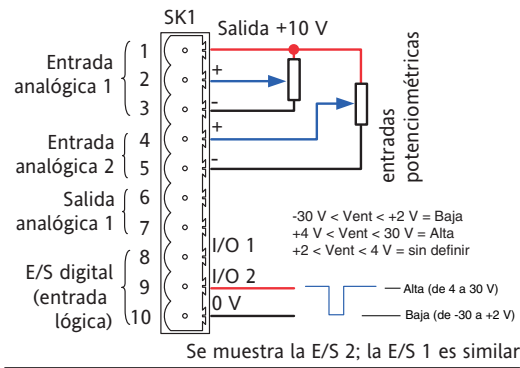 SK1
Salida +10 V
Entrada
analógica 1
1
2
3
+
-
Entrada
analógica 2
4
5
+
-
entradas
potenciométricas
Salida
analógica 1
6
7
-30 V < Vent < +2 V = Baja
+4 V < Vent < 30 V = Alta
+2 < Vent < 4 V = sin definir
E/S digital
(entrada
lógica)
8
9
10
I/O 1
I/O 2
0 V
Alta (de 4 a 30 V)
Baja (de -30 a +2 V)
Se muestra la E/S 2; la E/S 1 es similar